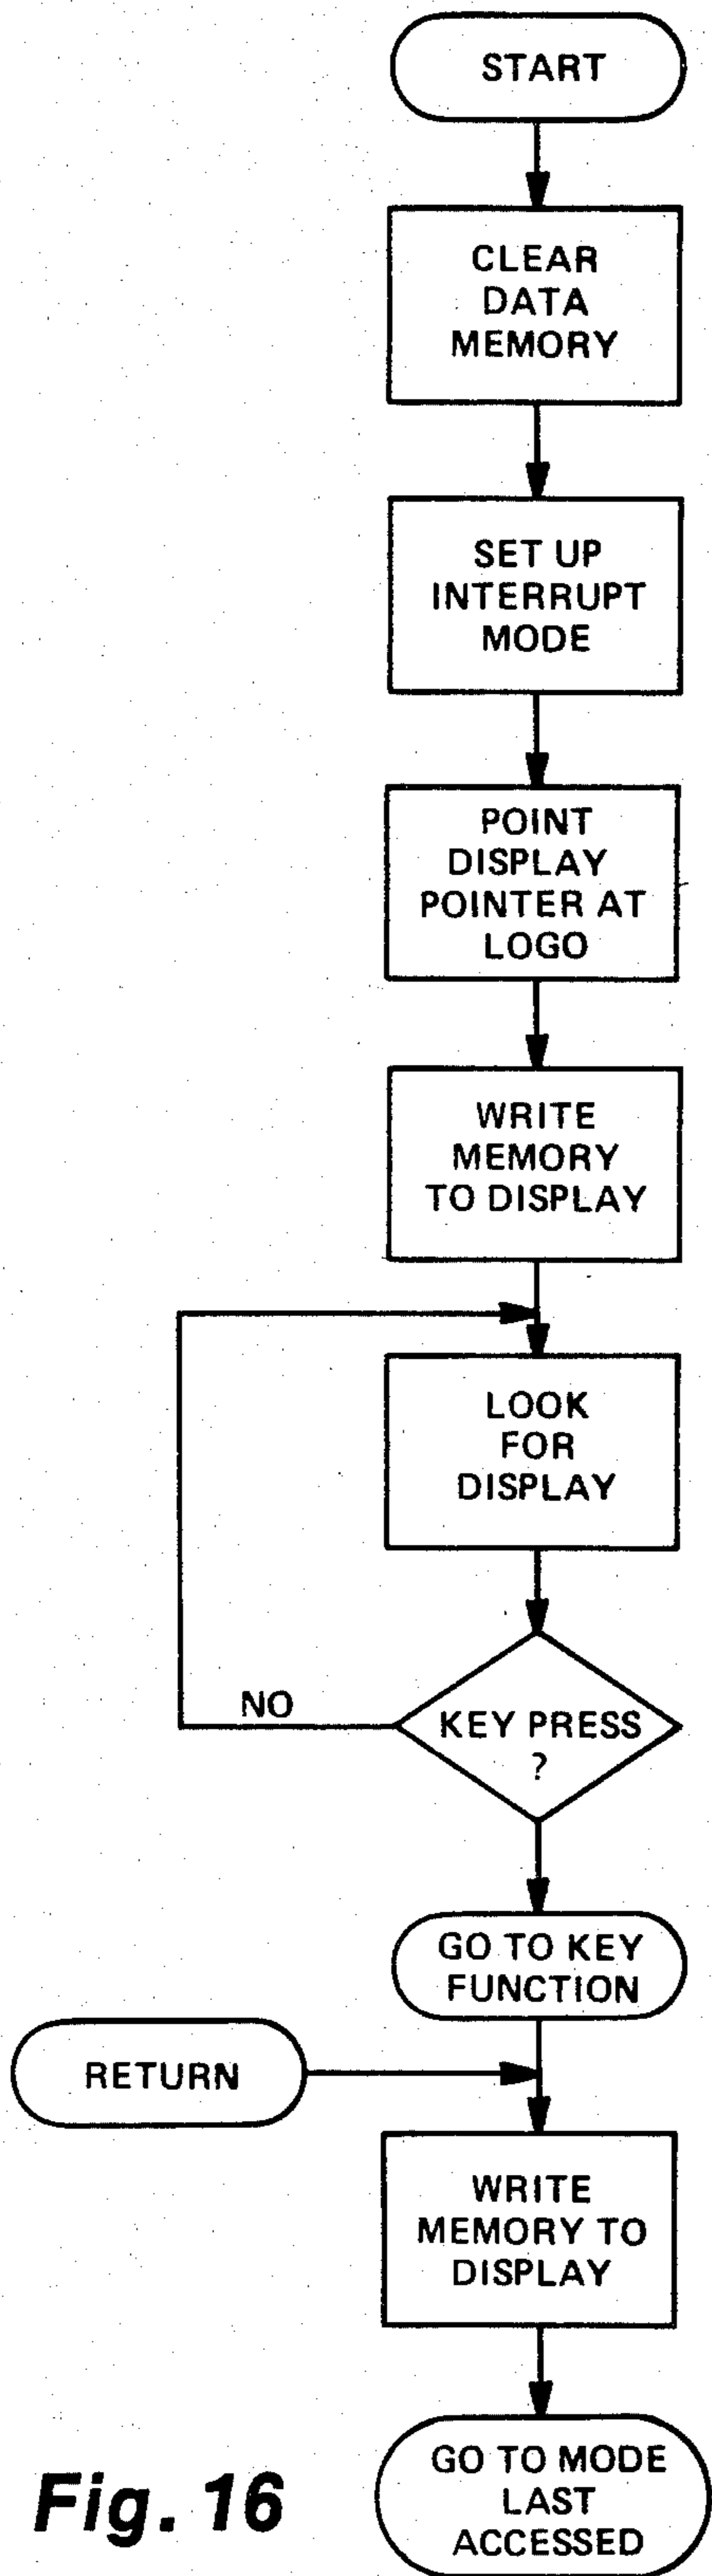 START
CLEAR
DATA
MEMORY
SET UP
INTERRUPT
MODE
POINT
DISPLAY
POINTER AT
LOGO
WRITE
MEMORY
TO DISPLAY
LOOK
FOR
DISPLAY
NO
KEY PRESS
?
GO TO KEY
FUNCTION
RETURN
WRITE
MEMORY TO
DISPLAY
GO TO MODE
LAST
ACCESSED
Fig. 16